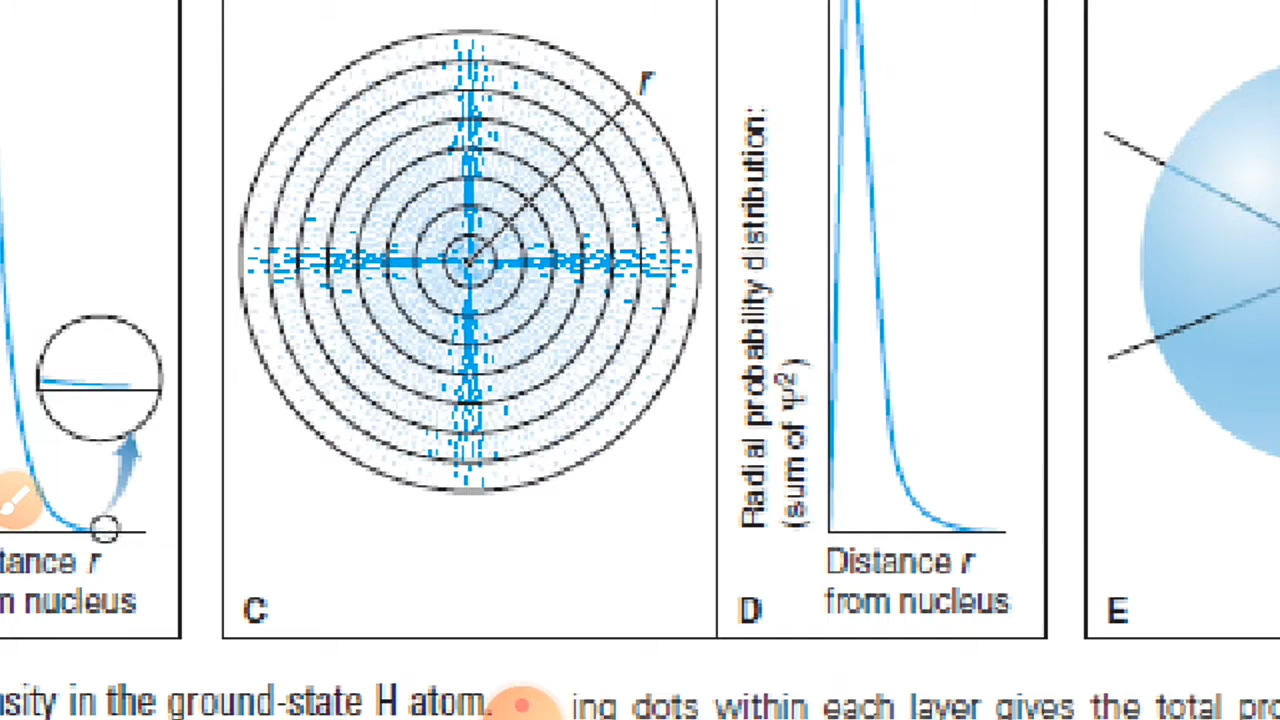 r
Radial probability distribution:
(sum of Ψ²)
tance r
n nucleus
Distance r
from nucleus
C
D
E
nsity in the ground-state H atom.
ing dots within each layer gives the total pro